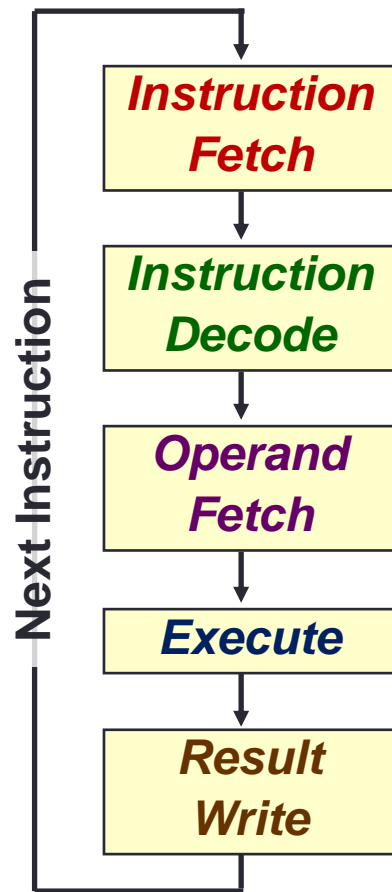 Instruction
Fetch
Instruction
Decode
Operand
Fetch
Execute
Result
Write
Next Instruction